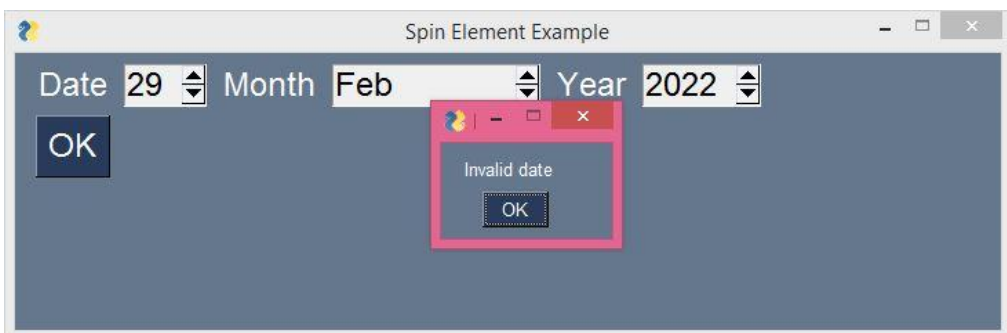 Spin Element Example
Date 29 Month Feb Year 2022
OK
Invalid date
OK